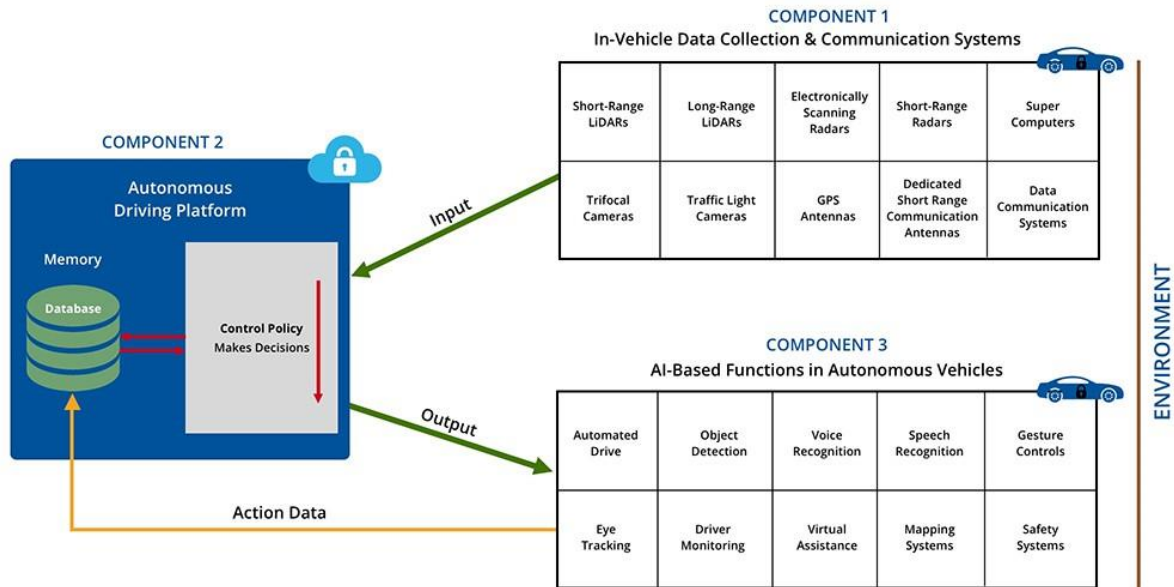 COMPONENT 1
In-Vehicle Data Collection & Communication Systems
Short-Range
LiDARs
Long-Range
LiDARs
Electronically
Scanning
Radars
Short-Range
Radars
Super
Computers
Trifocal
Cameras
Traffic Light
Cameras
GPS
Antennas
Dedicated
Short Range
Communication
Antennas
Data
Communication
Systems
COMPONENT 2
Autonomous
Driving Platform
Memory
Database
Control Policy
Makes Decisions
Input
Output
Action Data
COMPONENT 3
AI-Based Functions in Autonomous Vehicles
Automated
Drive
Object
Detection
Voice
Recognition
Speech
Recognition
Gesture
Controls
Eye
Tracking
Driver
Monitoring
Virtual
Assistance
Mapping
Systems
Safety
Systems
ENVIRONMENT